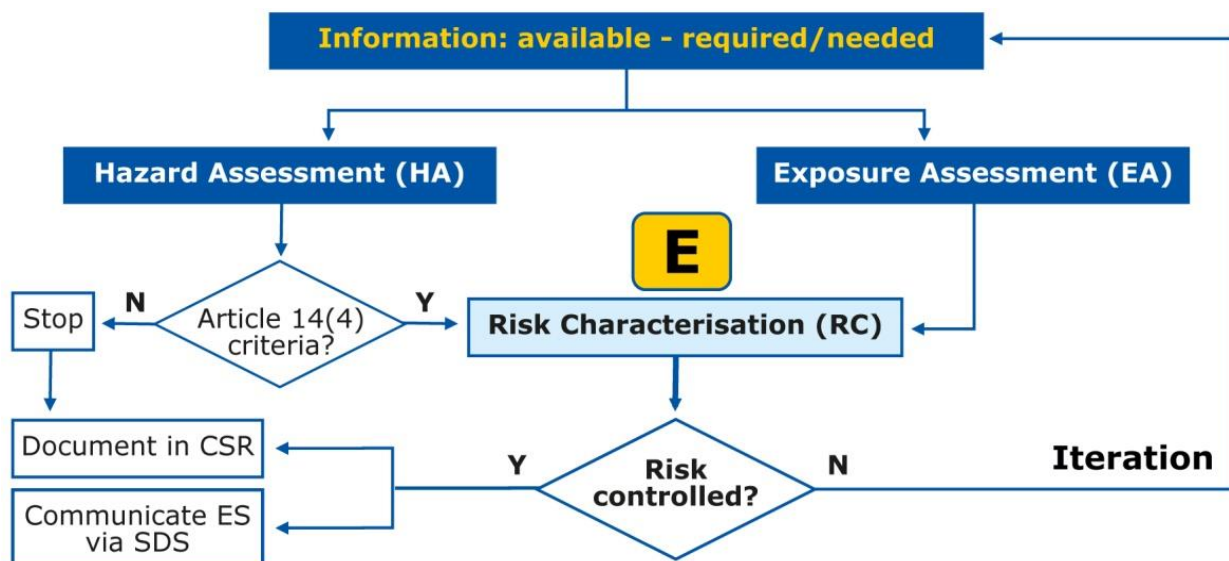 Information: available - required/needed
Hazard Assessment (HA)
Exposure Assessment (EA)
E
N
Y
Stop
Article 14(4)
criteria?
Risk Characterisation (RC)
Document in CSR
Y
Risk
controlled?
N
Iteration
Communicate ES
via SDS